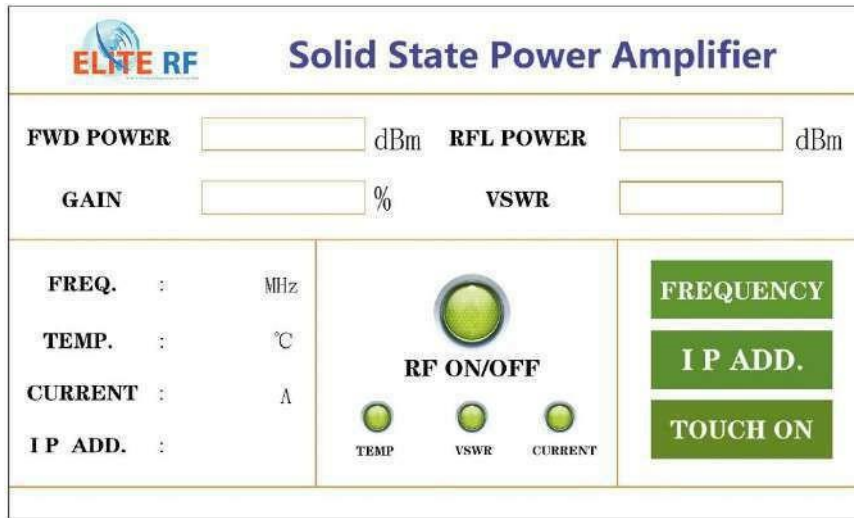 ELITE RF
Solid State Power Amplifier
FWD POWER dBm RFL POWER dBm
GAIN % VSWR
FREQ. : MHz
TEMP. : ℃
CURRENT : A
I P ADD. :
RF ON/OFF
TEMP VSWR CURRENT
FREQUENCY
I P ADD.
TOUCH ON